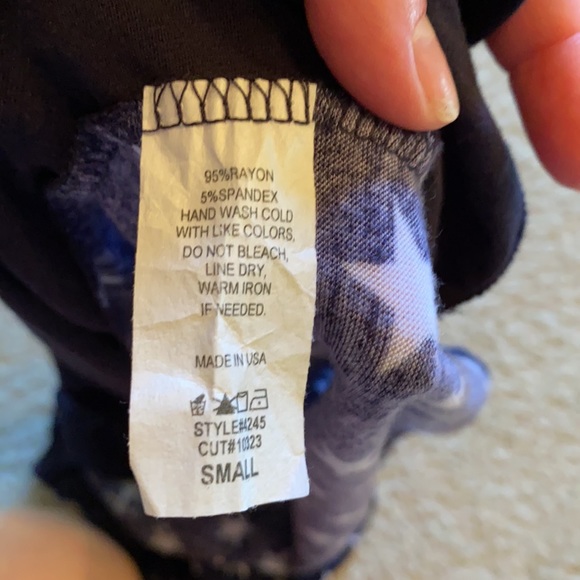 95%RAYON
5%SPANDEX
HAND WASH COLD
WITH LIKE COLORS,
DO NOT BLEACH,
LINE DRY,
WARM IRON
IF NEEDED.
MADE IN USA
STYLE#4245
CUT#10323
SMALL